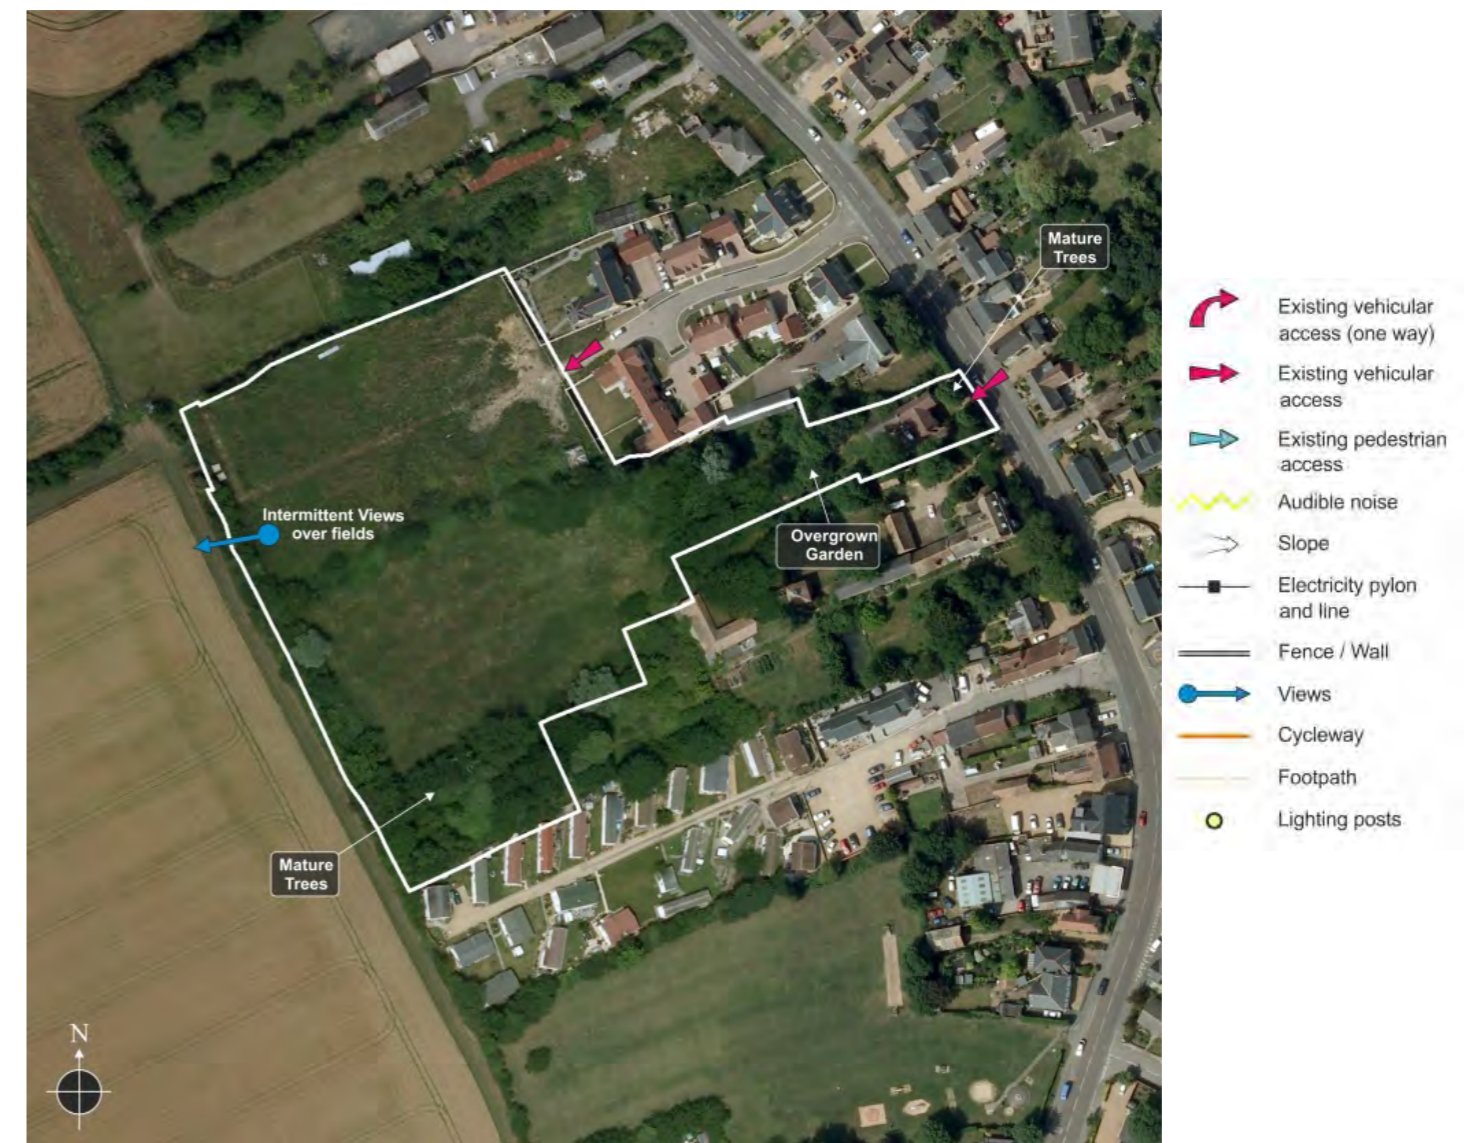 Mature
Trees
Intermittent Views
over fields
Overgrown
Garden
Mature
Trees
N
Existing vehicular
access (one way)
Existing vehicular
access
Existing pedestrian
access
Audible noise
Slope
Electricity pylon
and line
Fence / Wall
Views
Cycleway
Footpath
Lighting posts